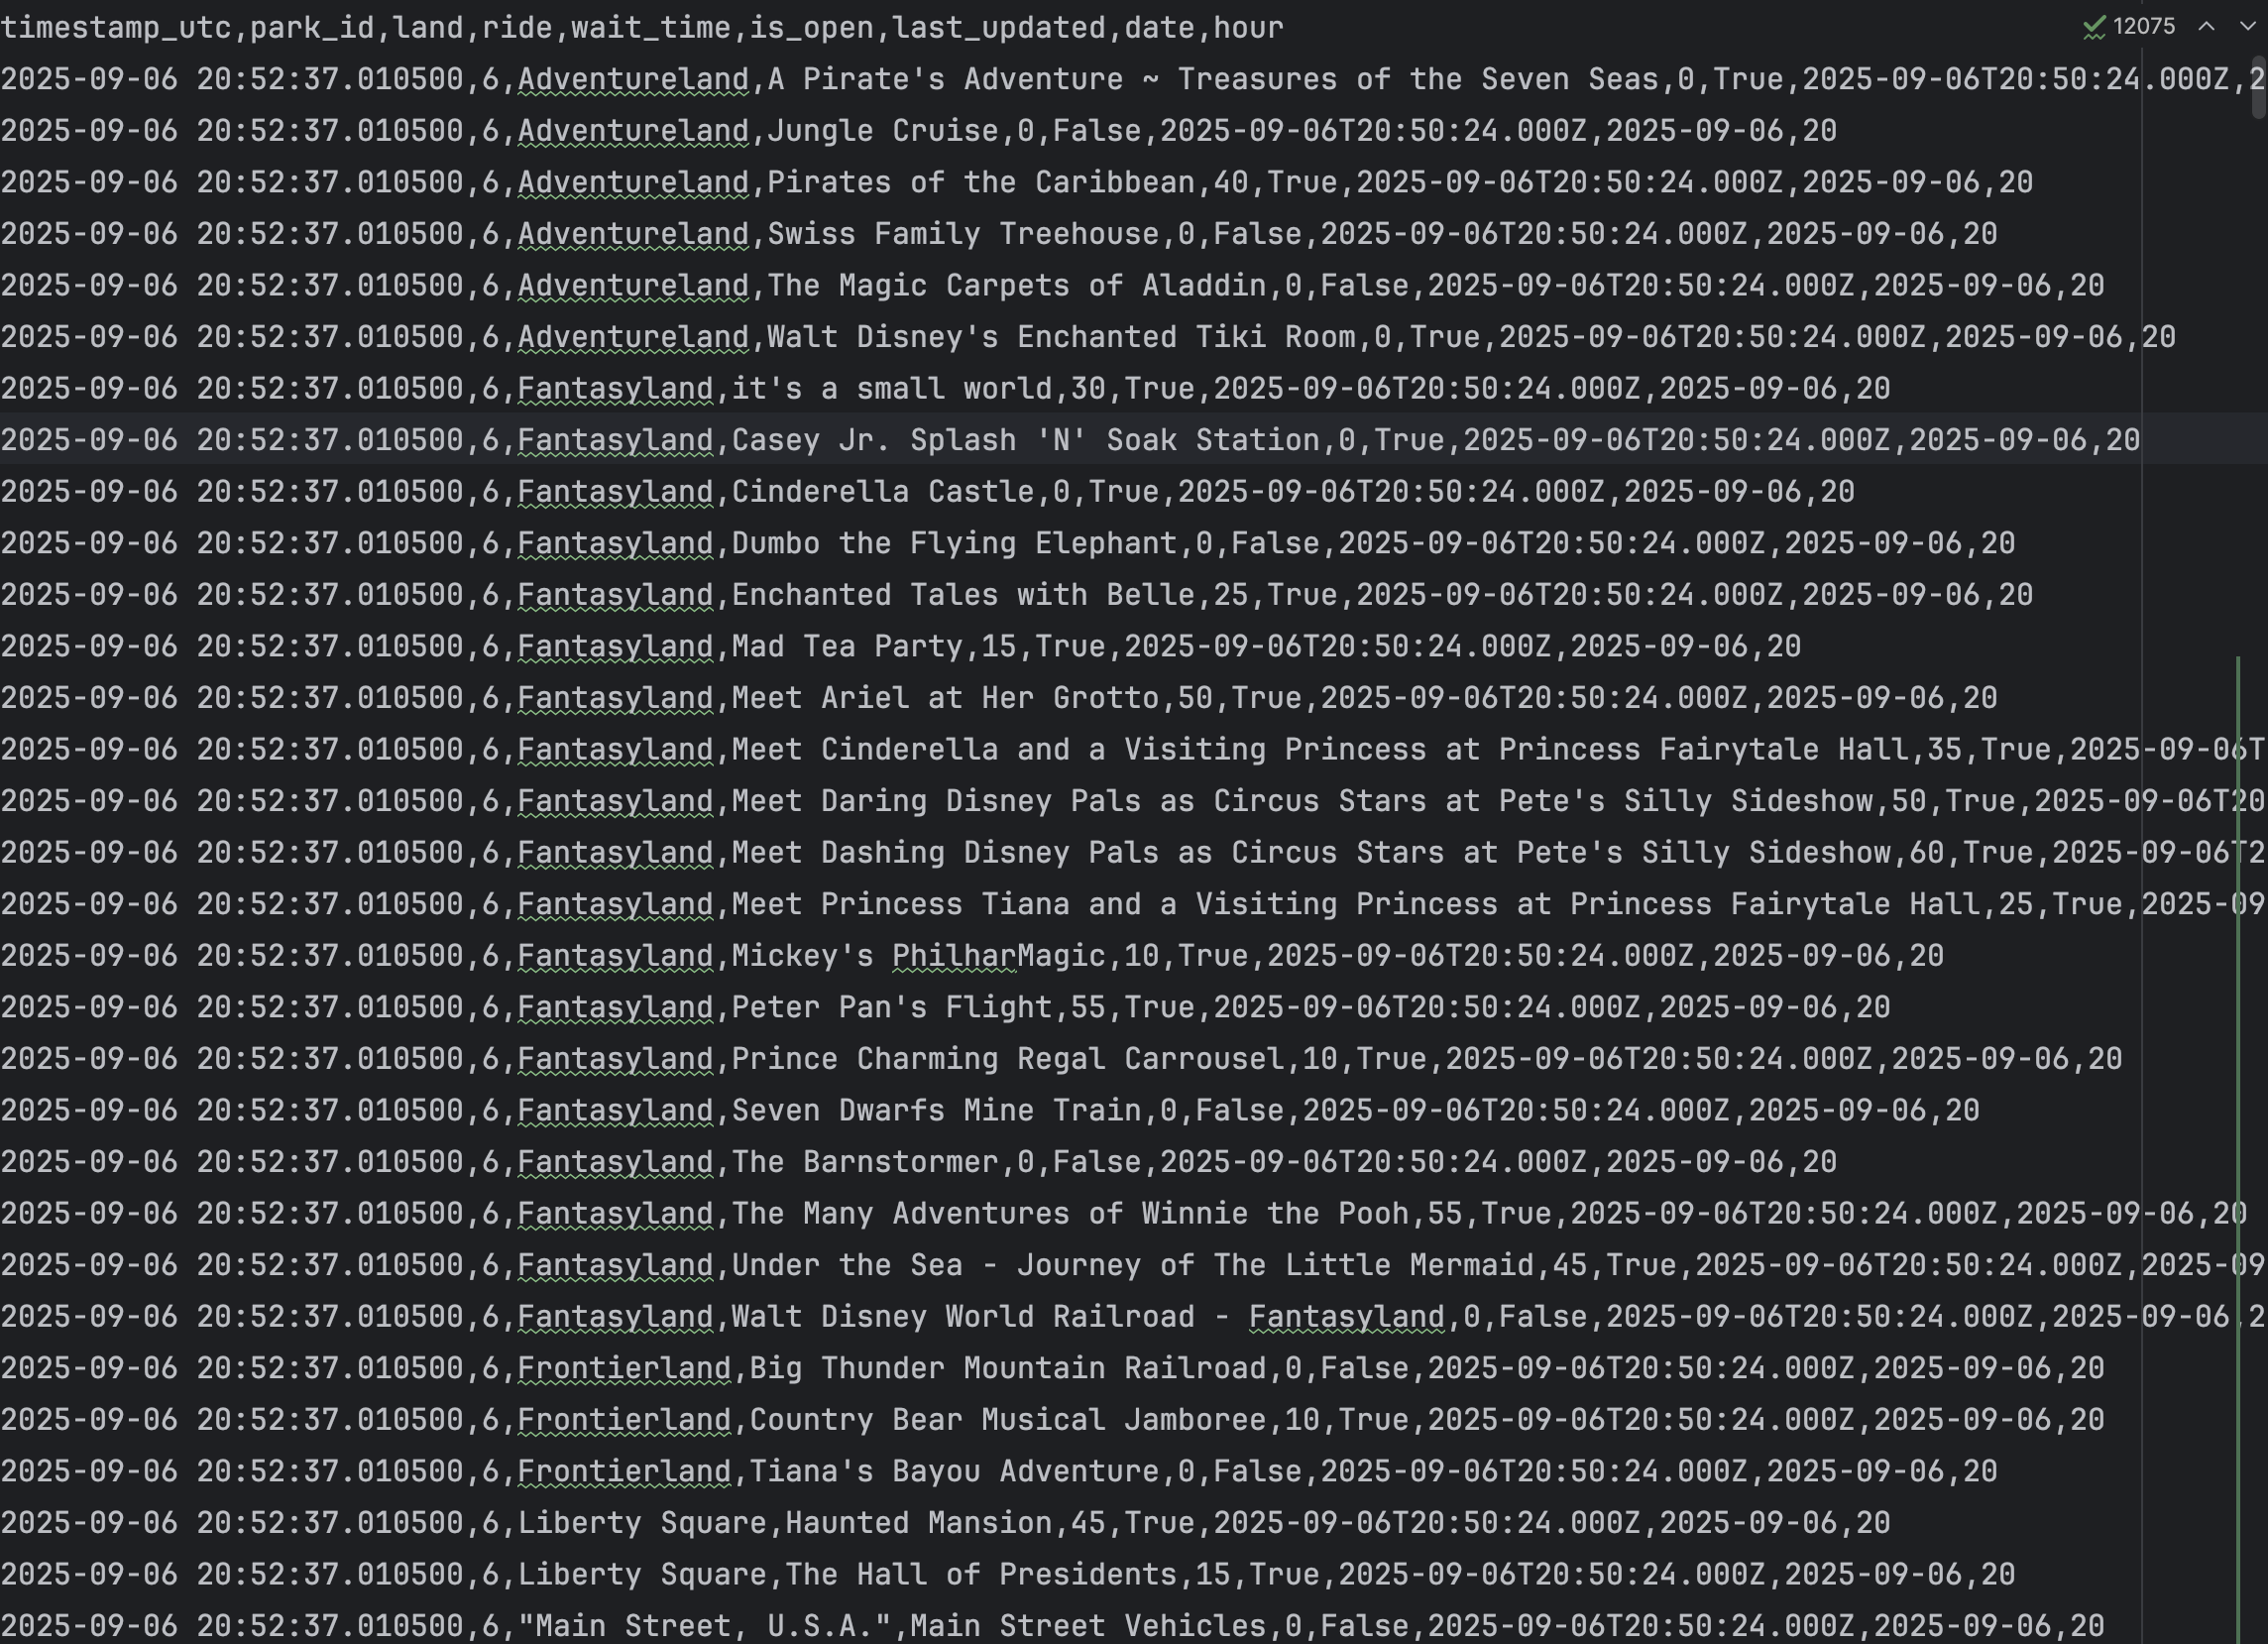 timestamp_utc,park_id,land,ride,wait_time,is_open,last_updated,date,hour
12075
2025-09-06 20:52:37.010500,6,Adventureland,A Pirate's Adventure ~ Treasures of the Seven Seas,0,True,2025-09-06T20:50:24.000Z,2
2025-09-06 20:52:37.010500,6,Adventureland,Jungle Cruise,0,False,2025-09-06T20:50:24.000Z,2025-09-06,20
2025-09-06 20:52:37.010500,6,Adventureland,Pirates of the Caribbean,40,True,2025-09-06T20:50:24.000Z,2025-09-06,20
2025-09-06 20:52:37.010500,6,Adventureland,Swiss Family Treehouse,0,False,2025-09-06T20:50:24.000Z,2025-09-06,20
2025-09-06 20:52:37.010500,6,Adventureland,The Magic Carpets of Aladdin,0,False,2025-09-06T20:50:24.000Z,2025-09-06,20
2025-09-06 20:52:37.010500,6,Adventureland,Walt Disney's Enchanted Tiki Room,0,True,2025-09-06T20:50:24.000Z,2025-09-06,20
2025-09-06 20:52:37.010500,6,Fantasyland,it's a small world,30,True,2025-09-06T20:50:24.000Z,2025-09-06,20
2025-09-06 20:52:37.010500,6,Fantasyland,Casey Jr. Splash 'N' Soak Station,0,True,2025-09-06T20:50:24.000Z,2025-09-06,20
2025-09-06 20:52:37.010500,6,Fantasyland,Cinderella Castle,0,True,2025-09-06T20:50:24.000Z,2025-09-06,20
2025-09-06 20:52:37.010500,6,Fantasyland,Dumbo the Flying Elephant,0,False,2025-09-06T20:50:24.000Z,2025-09-06,20
2025-09-06 20:52:37.010500,6,Fantasyland,Enchanted Tales with Belle,25,True,2025-09-06T20:50:24.000Z,2025-09-06,20
2025-09-06 20:52:37.010500,6,Fantasyland,Mad Tea Party,15,True,2025-09-06T20:50:24.000Z,2025-09-06,20
2025-09-06 20:52:37.010500,6,Fantasyland,Meet Ariel at Her Grotto,50,True,2025-09-06T20:50:24.000Z,2025-09-06,20
2025-09-06 20:52:37.010500,6,Fantasyland,Meet Cinderella and a Visiting Princess at Princess Fairytale Hall,35,True,2025-09-06T
2025-09-06 20:52:37.010500,6,Fantasyland,Meet Daring Disney Pals as Circus Stars at Pete's Silly Sideshow,50,True,2025-09-06T20
2025-09-06 20:52:37.010500,6,Fantasyland,Meet Dashing Disney Pals as Circus Stars at Pete's Silly Sideshow,60,True,2025-09-06T2
2025-09-06 20:52:37.010500,6,Fantasyland,Meet Princess Tiana and a Visiting Princess at Princess Fairytale Hall,25,True,2025-09
2025-09-06 20:52:37.010500,6,Fantasyland,Mickey's PhilharMagic,10,True,2025-09-06T20:50:24.000Z,2025-09-06,20
2025-09-06 20:52:37.010500,6,Fantasyland,Peter Pan's Flight,55,True,2025-09-06T20:50:24.000Z,2025-09-06,20
2025-09-06 20:52:37.010500,6,Fantasyland,Prince Charming Regal Carrousel,10,True,2025-09-06T20:50:24.000Z,2025-09-06,20
2025-09-06 20:52:37.010500,6,Fantasyland,Seven Dwarfs Mine Train,0,False,2025-09-06T20:50:24.000Z,2025-09-06,20
2025-09-06 20:52:37.010500,6,Fantasyland,The Barnstormer,0,False,2025-09-06T20:50:24.000Z,2025-09-06,20
2025-09-06 20:52:37.010500,6,Fantasyland,The Many Adventures of Winnie the Pooh,55,True,2025-09-06T20:50:24.000Z,2025-09-06,20
2025-09-06 20:52:37.010500,6,Fantasyland,Under the Sea - Journey of The Little Mermaid,45,True,2025-09-06T20:50:24.000Z,2025-09
2025-09-06 20:52:37.010500,6,Fantasyland,Walt Disney World Railroad - Fantasyland,0,False,2025-09-06T20:50:24.000Z,2025-09-06,2
2025-09-06 20:52:37.010500,6,Frontierland,Big Thunder Mountain Railroad,0,False,2025-09-06T20:50:24.000Z,2025-09-06,20
2025-09-06 20:52:37.010500,6,Frontierland,Country Bear Musical Jamboree,10,True,2025-09-06T20:50:24.000Z,2025-09-06,20
2025-09-06 20:52:37.010500,6,Frontierland,Tiana's Bayou Adventure,0,False,2025-09-06T20:50:24.000Z,2025-09-06,20
2025-09-06 20:52:37.010500,6,Liberty Square,Haunted Mansion,45,True,2025-09-06T20:50:24.000Z,2025-09-06,20
2025-09-06 20:52:37.010500,6,Liberty Square,The Hall of Presidents,15,True,2025-09-06T20:50:24.000Z,2025-09-06,20
2025-09-06 20:52:37.010500,6,"Main Street, U.S.A.",Main Street Vehicles,0,False,2025-09-06T20:50:24.000Z,2025-09-06,20